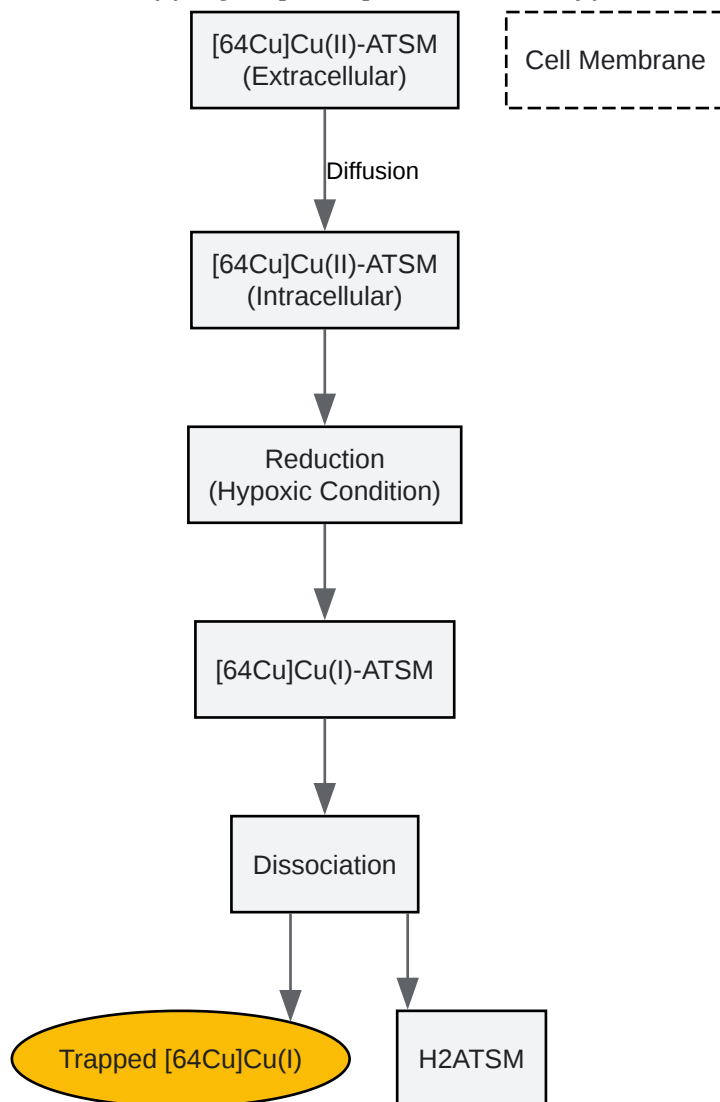 [64Cu]Cu(II)-ATSM
(Extracellular)
Cell Membrane
Diffusion
[64Cu]Cu(II)-ATSM
(Intracellular)
Reduction
(Hypoxic Condition)
[64Cu]Cu(I)-ATSM
Dissociation
Trapped [64Cu]Cu(I)
H2ATSM